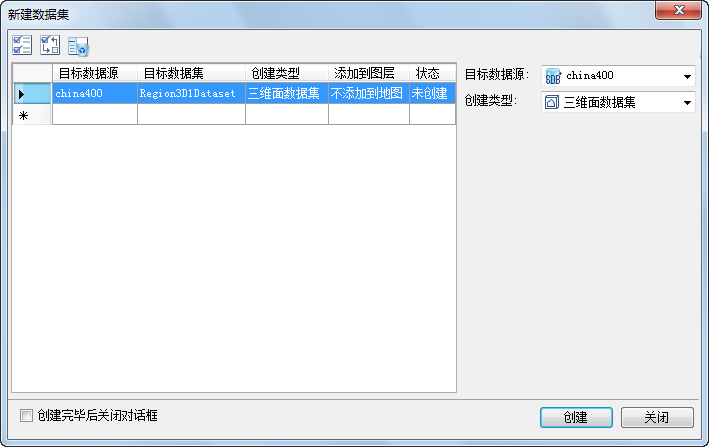 新建数据集
目标数据源 目标数据集 创建类型 添加到图层 状态
china400 Region3D1Dataset 三维面数据集 不添加到地图 未创建
目标数据源: china400
创建类型: 三维面数据集
创建完毕后关闭对话框
创建 关闭